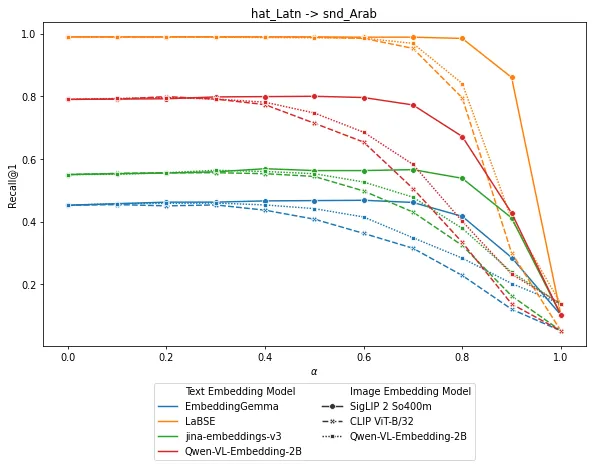 hat_Latn -> snd_Arab
Recall@1
1.0
0.8
0.6
0.4
0.2
0.0 0.2 0.4 0.6 0.8 1.0
α
Text Embedding Model Image Embedding Model
EmbeddingGemma SigLIP 2 So400m
LaBSE CLIP ViT-B/32
jina-embeddings-v3 Qwen-VL-Embedding-2B
Qwen-VL-Embedding-2B